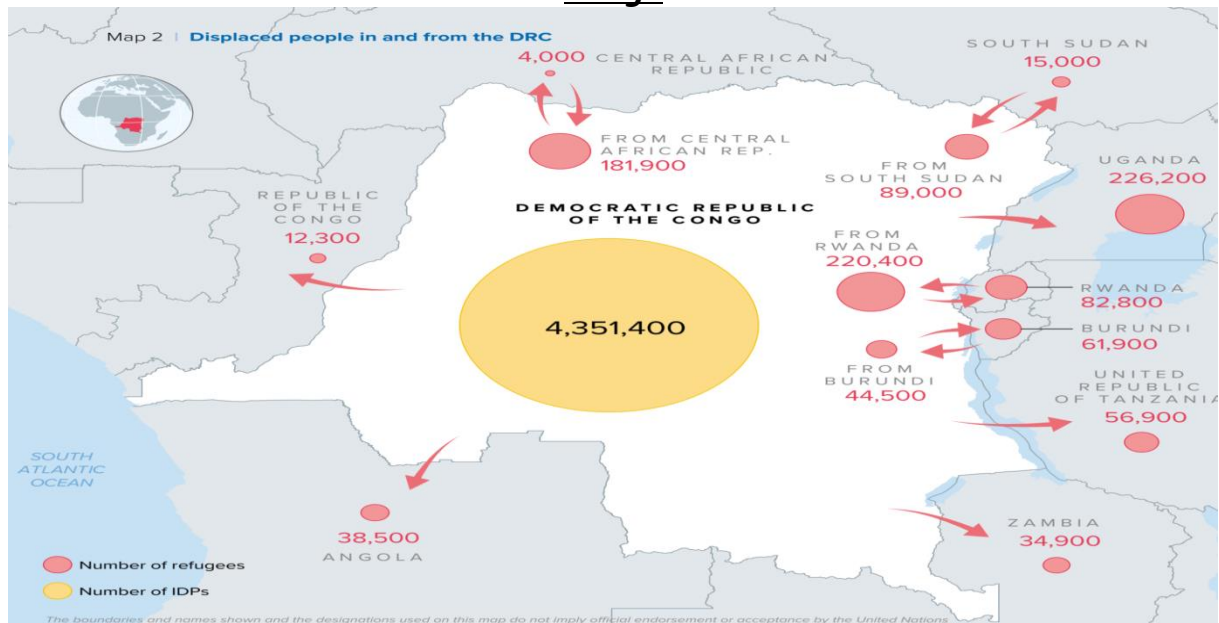 Map 2 | Displaced people in and from the DRC
4,000 CENTRAL AFRICAN
REPUBLIC
SOUTH SUDAN
15,000
FROM CENTRAL
AFRICAN REP.
181,900
FROM
SOUTH SUDAN
89,000
UGANDA
226,200
REPUBLIC
OF THE
CONGO
12,300
DEMOCRATIC REPUBLIC
OF THE CONGO
FROM
RWANDA
220,400
RWANDA
82,800
4,351,400
BURUNDI
61,900
FROM
BURUNDI
44,500
UNITED
REPUBLIC
OF TANZANIA
56,900
SOUTH
ATLANTIC
OCEAN
38,500
ANGOLA
ZAMBIA
34,900
Number of refugees
Number of IDPs
The boundaries and names shown and the designations used on this map do not imply official endorsement or acceptance by the United Nations